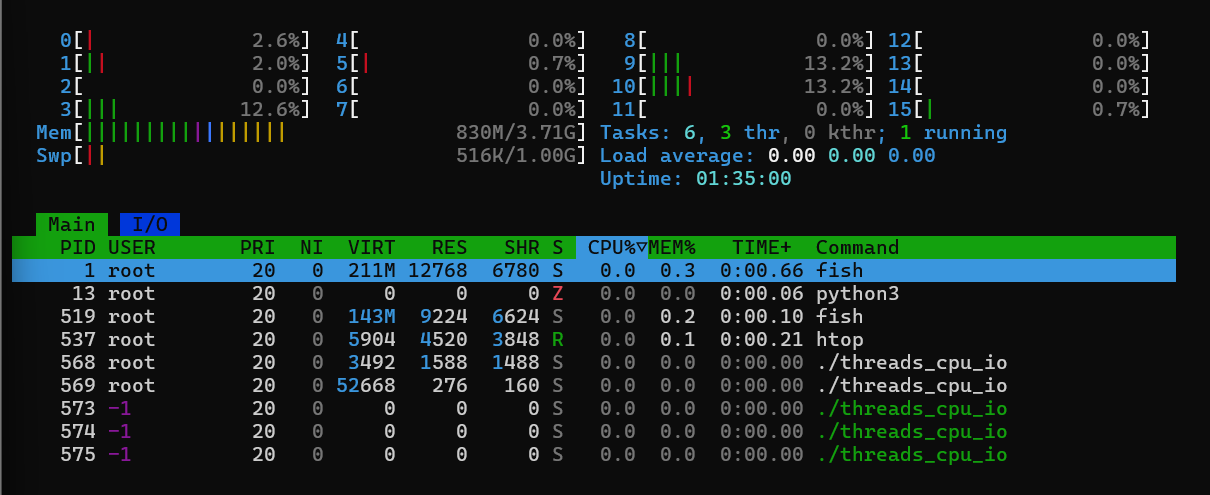 0[| 2.6%] 4[ 0.0%] 8[ 0.0%] 12[ 0.0%]
1[|| 2.0%] 5[| 0.7%] 9[||| 13.2%] 13[ 0.0%]
2[ 0.0%] 6[ 0.0%] 10[|||| 13.2%] 14[ 0.0%]
3[||| 12.6%] 7[ 0.0%] 11[ 0.0%] 15[| 0.7%]
Mem[||||||||||||||||| 830M/3.71G] Tasks: 6, 3 thr, 0 kthr; 1 running
Swp[|| 516K/1.00G] Load average: 0.00 0.00 0.00
Uptime: 01:35:00
Main I/O
PID USER PRI NI VIRT RES SHR S CPU%▽MEM% TIME+ Command
1 root 20 0 211M 12768 6780 S 0.0 0.3 0:00.66 fish
13 root 20 0 0 0 0 Z 0.0 0.0 0:00.06 python3
519 root 20 0 143M 9224 6624 S 0.0 0.2 0:00.10 fish
537 root 20 0 5904 4520 3848 R 0.0 0.1 0:00.21 htop
568 root 20 0 3492 1588 1488 S 0.0 0.0 0:00.00 ./threads_cpu_io
569 root 20 0 52668 276 160 S 0.0 0.0 0:00.00 ./threads_cpu_io
573 -1 20 0 0 0 0 S 0.0 0.0 0:00.00 ./threads_cpu_io
574 -1 20 0 0 0 0 S 0.0 0.0 0:00.00 ./threads_cpu_io
575 -1 20 0 0 0 0 S 0.0 0.0 0:00.00 ./threads_cpu_io